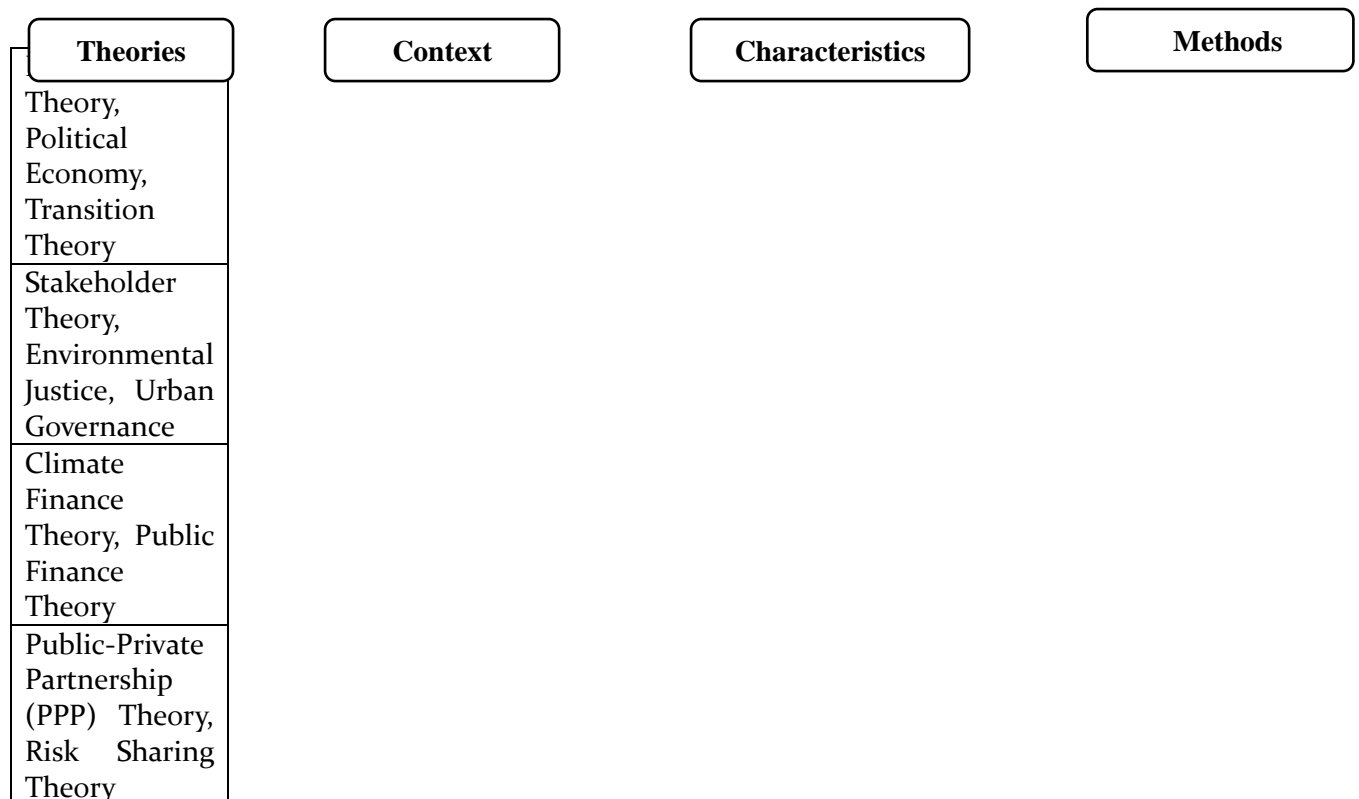 Theories
Context
Characteristics
Methods
Theory,
Political
Economy,
Transition
Theory
Stakeholder
Theory,
Environmental
Justice, Urban
Governance
Climate
Finance
Theory, Public
Finance
Theory
Public-Private
Partnership
(PPP) Theory,
Risk Sharing
Theory